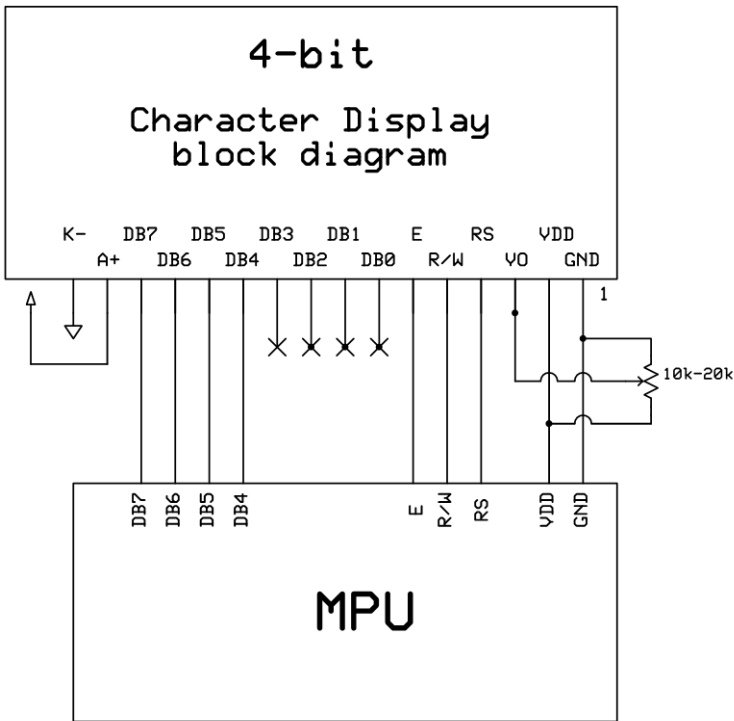 4-bit
Character Display
block diagram
K- DB7 DB5 DB3 DB1 E RS VDD
A+ DB6 DB4 DB2 DB0 R/W VO GND
1
10k-20k
DB7 DB6 DB5 DB4 E R/W RS VDD GND
MPU